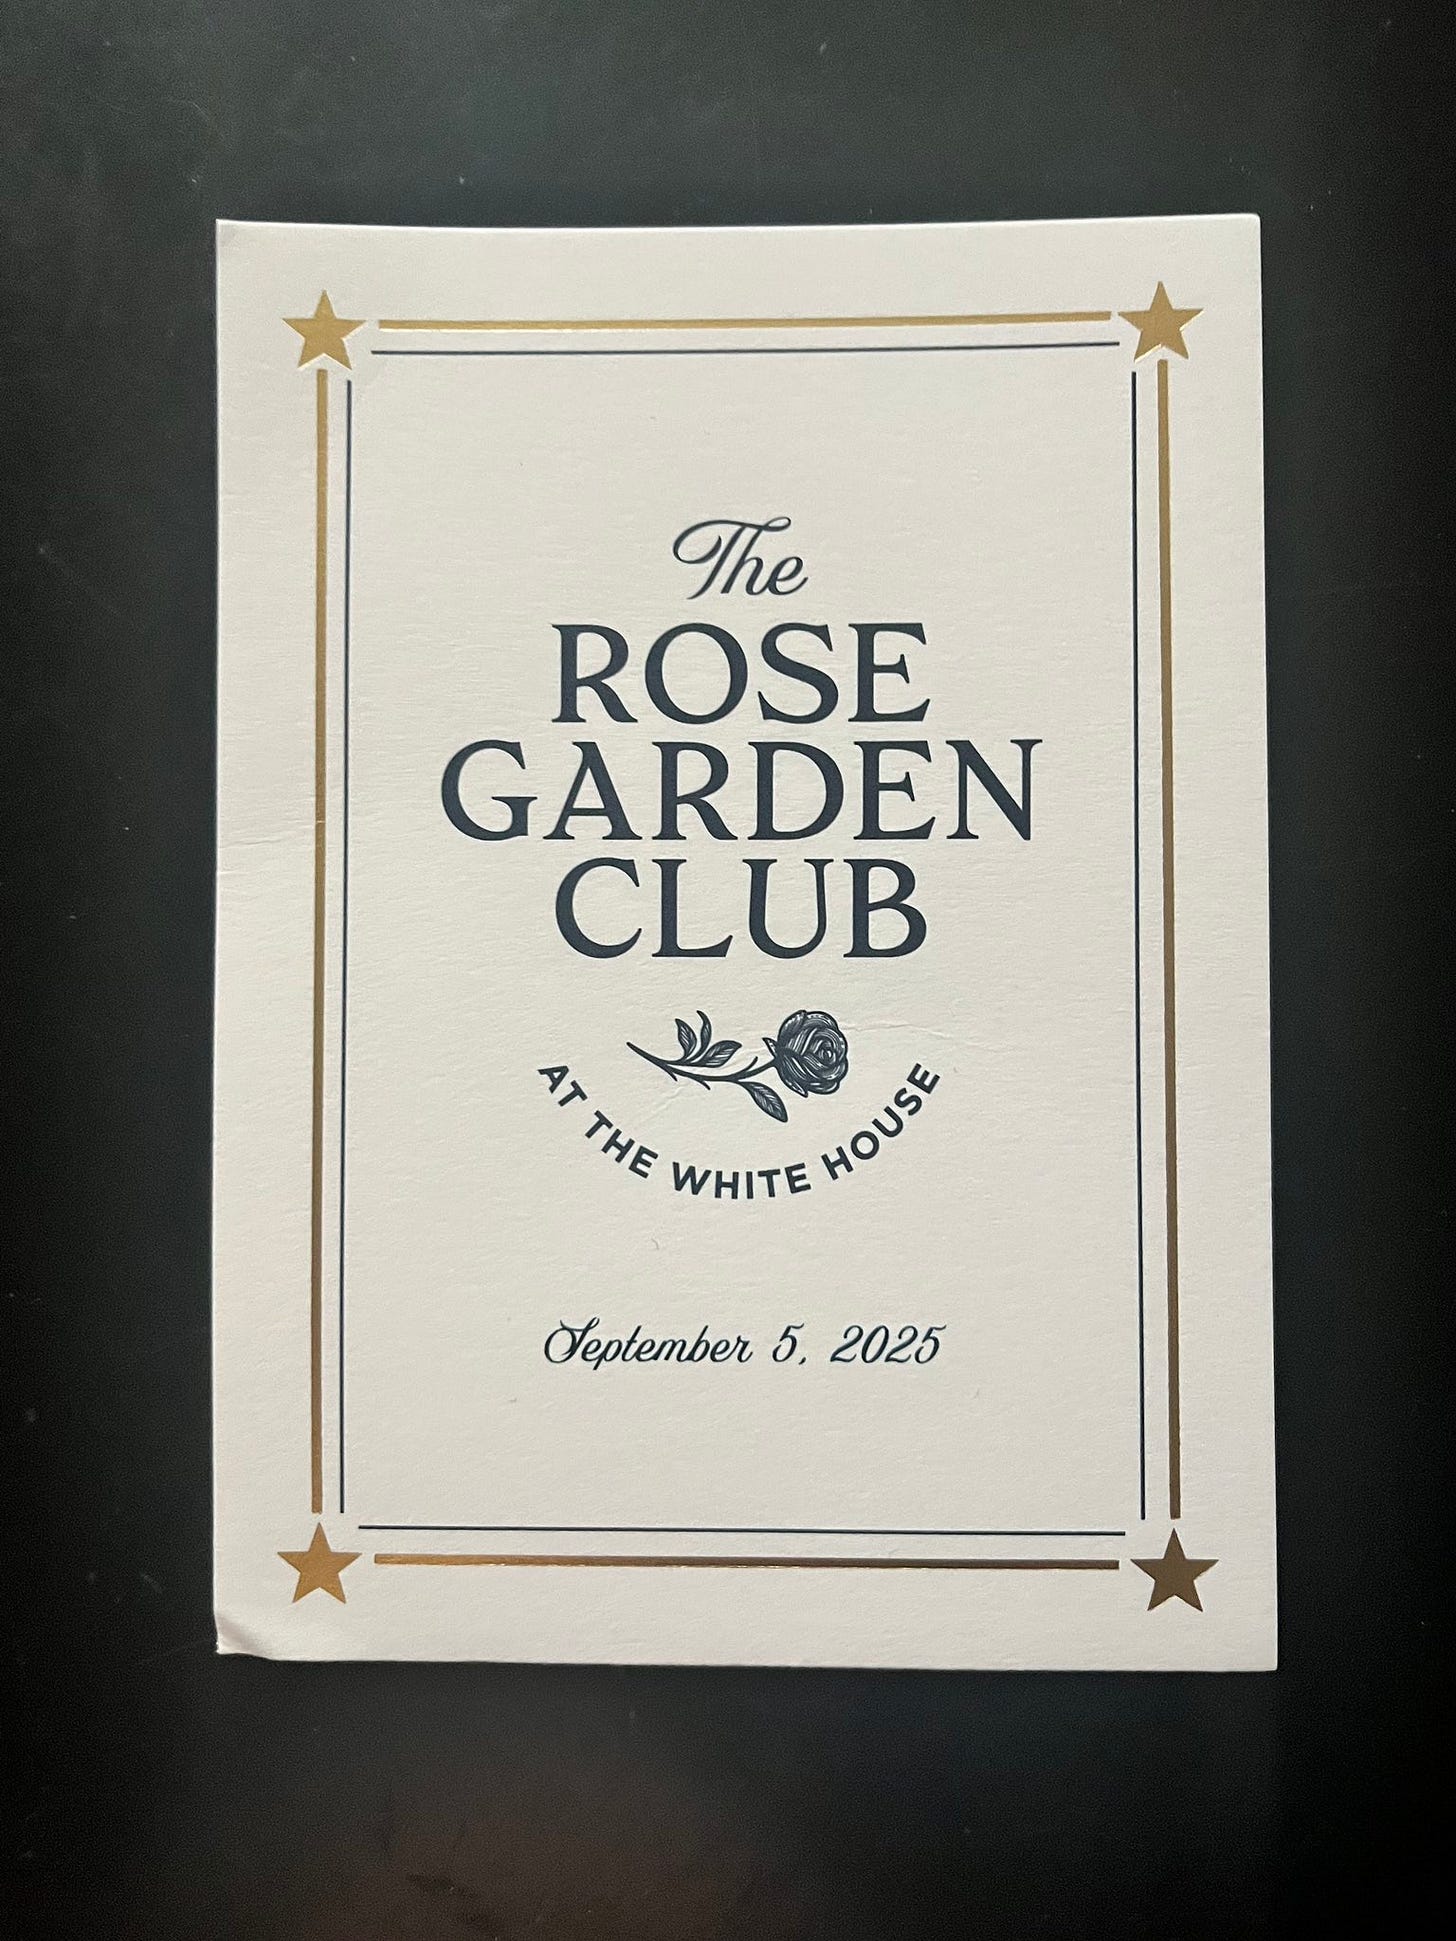 The
ROSE
GARDEN
CLUB
AT THE WHITE HOUSE
September 5, 2025